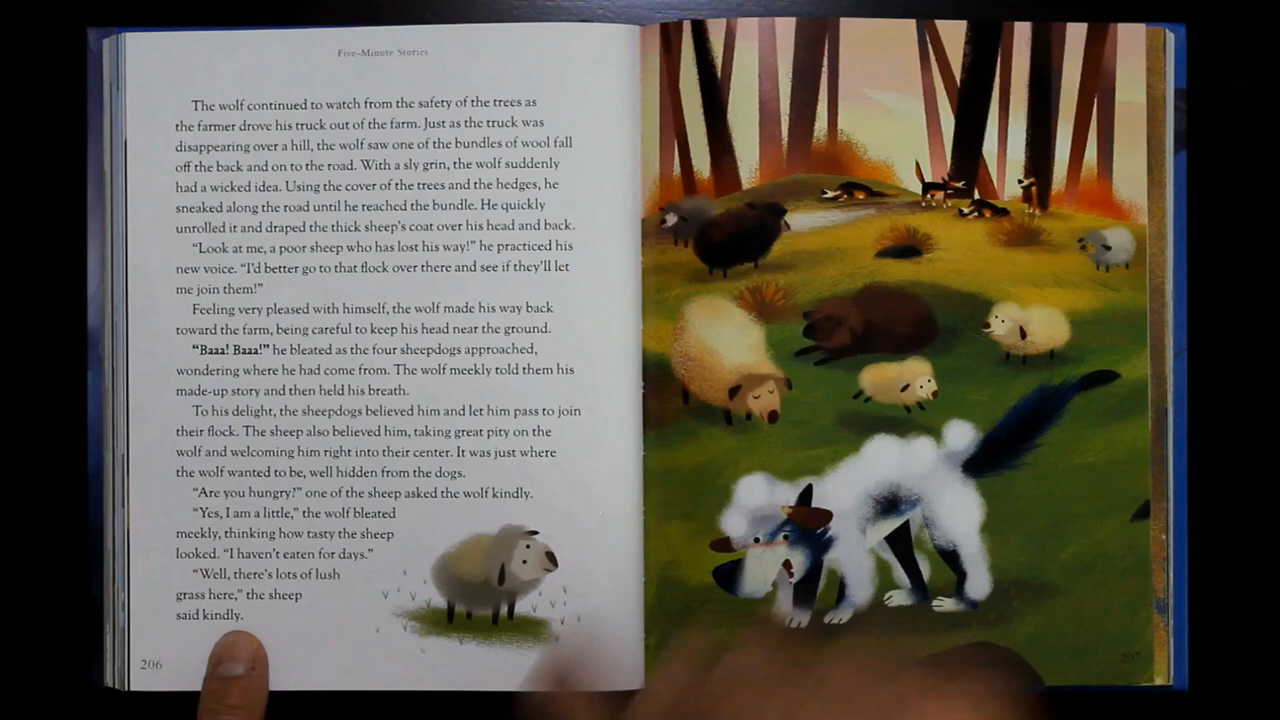 Five-Minute Stories
The wolf continued to watch from the safety of the trees as
the farmer drove his truck out of the farm. Just as the truck was
disappearing over a hill, the wolf saw one of the bundles of wool fall
off the back and on to the road. With a sly grin, the wolf suddenly
had a wicked idea. Using the cover of the trees and the hedges, he
sneaked along the road until he reached the bundle. He quickly
unrolled it and draped the thick sheep's coat over his head and back.
“Look at me, a poor sheep who has lost his way!” he practiced his
new voice. “I'd better go to that flock over there and see if they'll let
me join them!”
Feeling very pleased with himself, the wolf made his way back
toward the farm, being careful to keep his head near the ground.
“Baaa! Baaa!” he bleated as the four sheepdogs approached,
wondering where he had come from. The wolf meekly told them his
made-up story and then held his breath.
To his delight, the sheepdogs believed him and let him pass to join
their flock. The sheep also believed him, taking great pity on the
wolf and welcoming him right into their center. It was just where
the wolf wanted to be, well hidden from the dogs.
“Are you hungry?” one of the sheep asked the wolf kindly.
“Yes, I am a little,” the wolf bleated
meekly, thinking how tasty the sheep
looked. “I haven't eaten for days.”
“Well, there's lots of lush
grass here,” the sheep
said kindly.
206
207